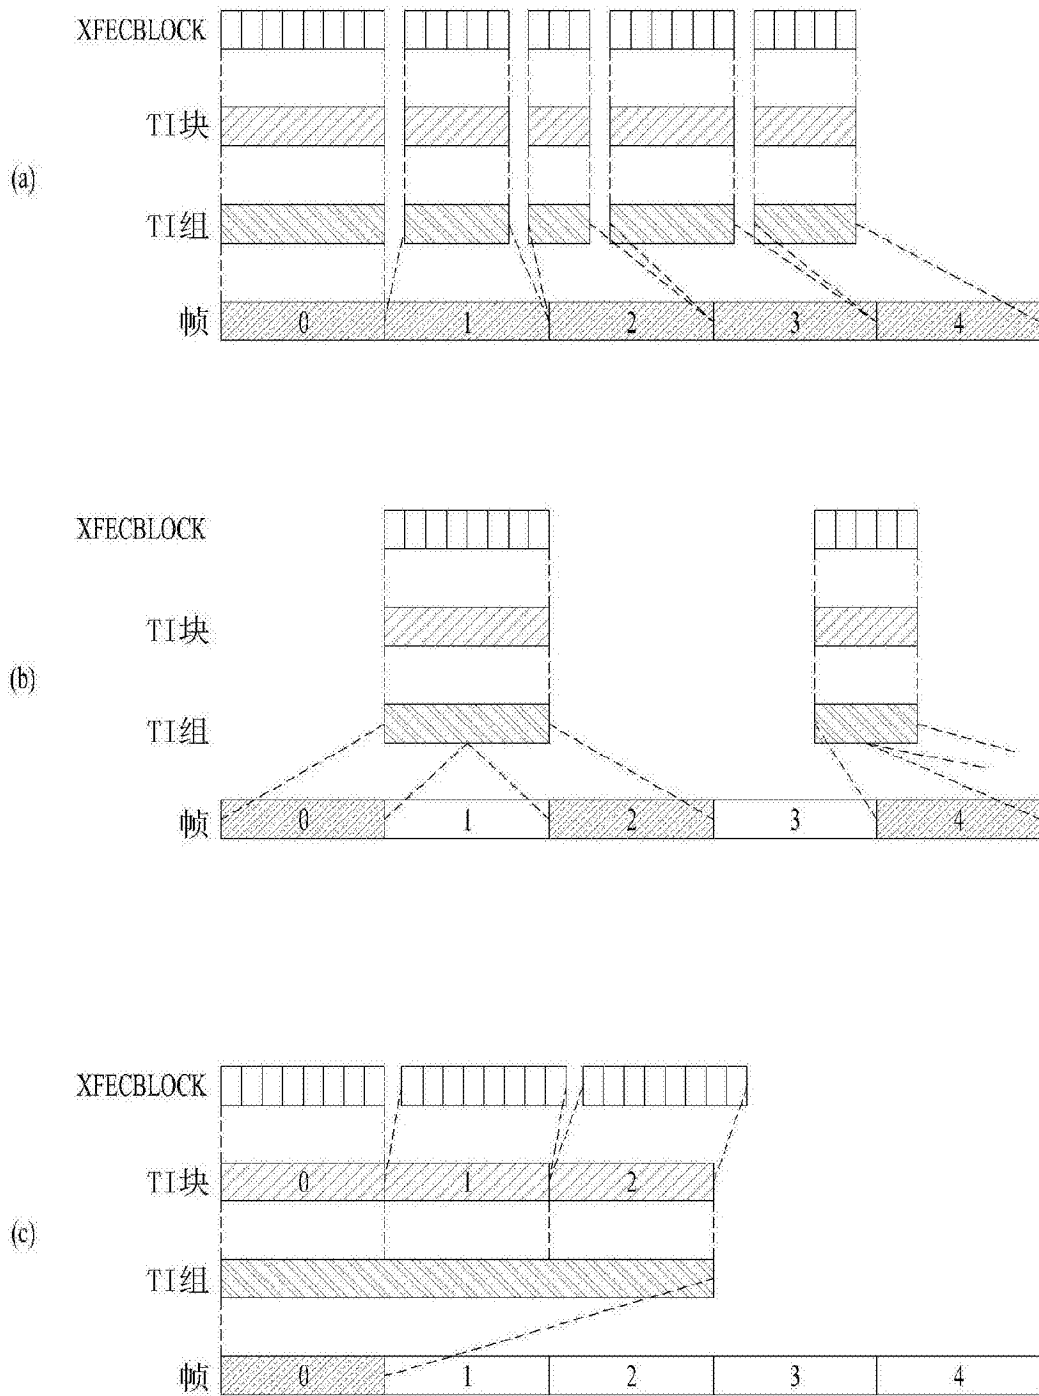 XFECBLOCK
TI块
(a)
TI组
帧 0 1 2 3 4
XFECBLOCK
TI块
(b)
TI组
帧 0 1 2 3 4
XFECBLOCK
TI块 0 1 2
(c)
TI组
帧 0 1 2 3 4